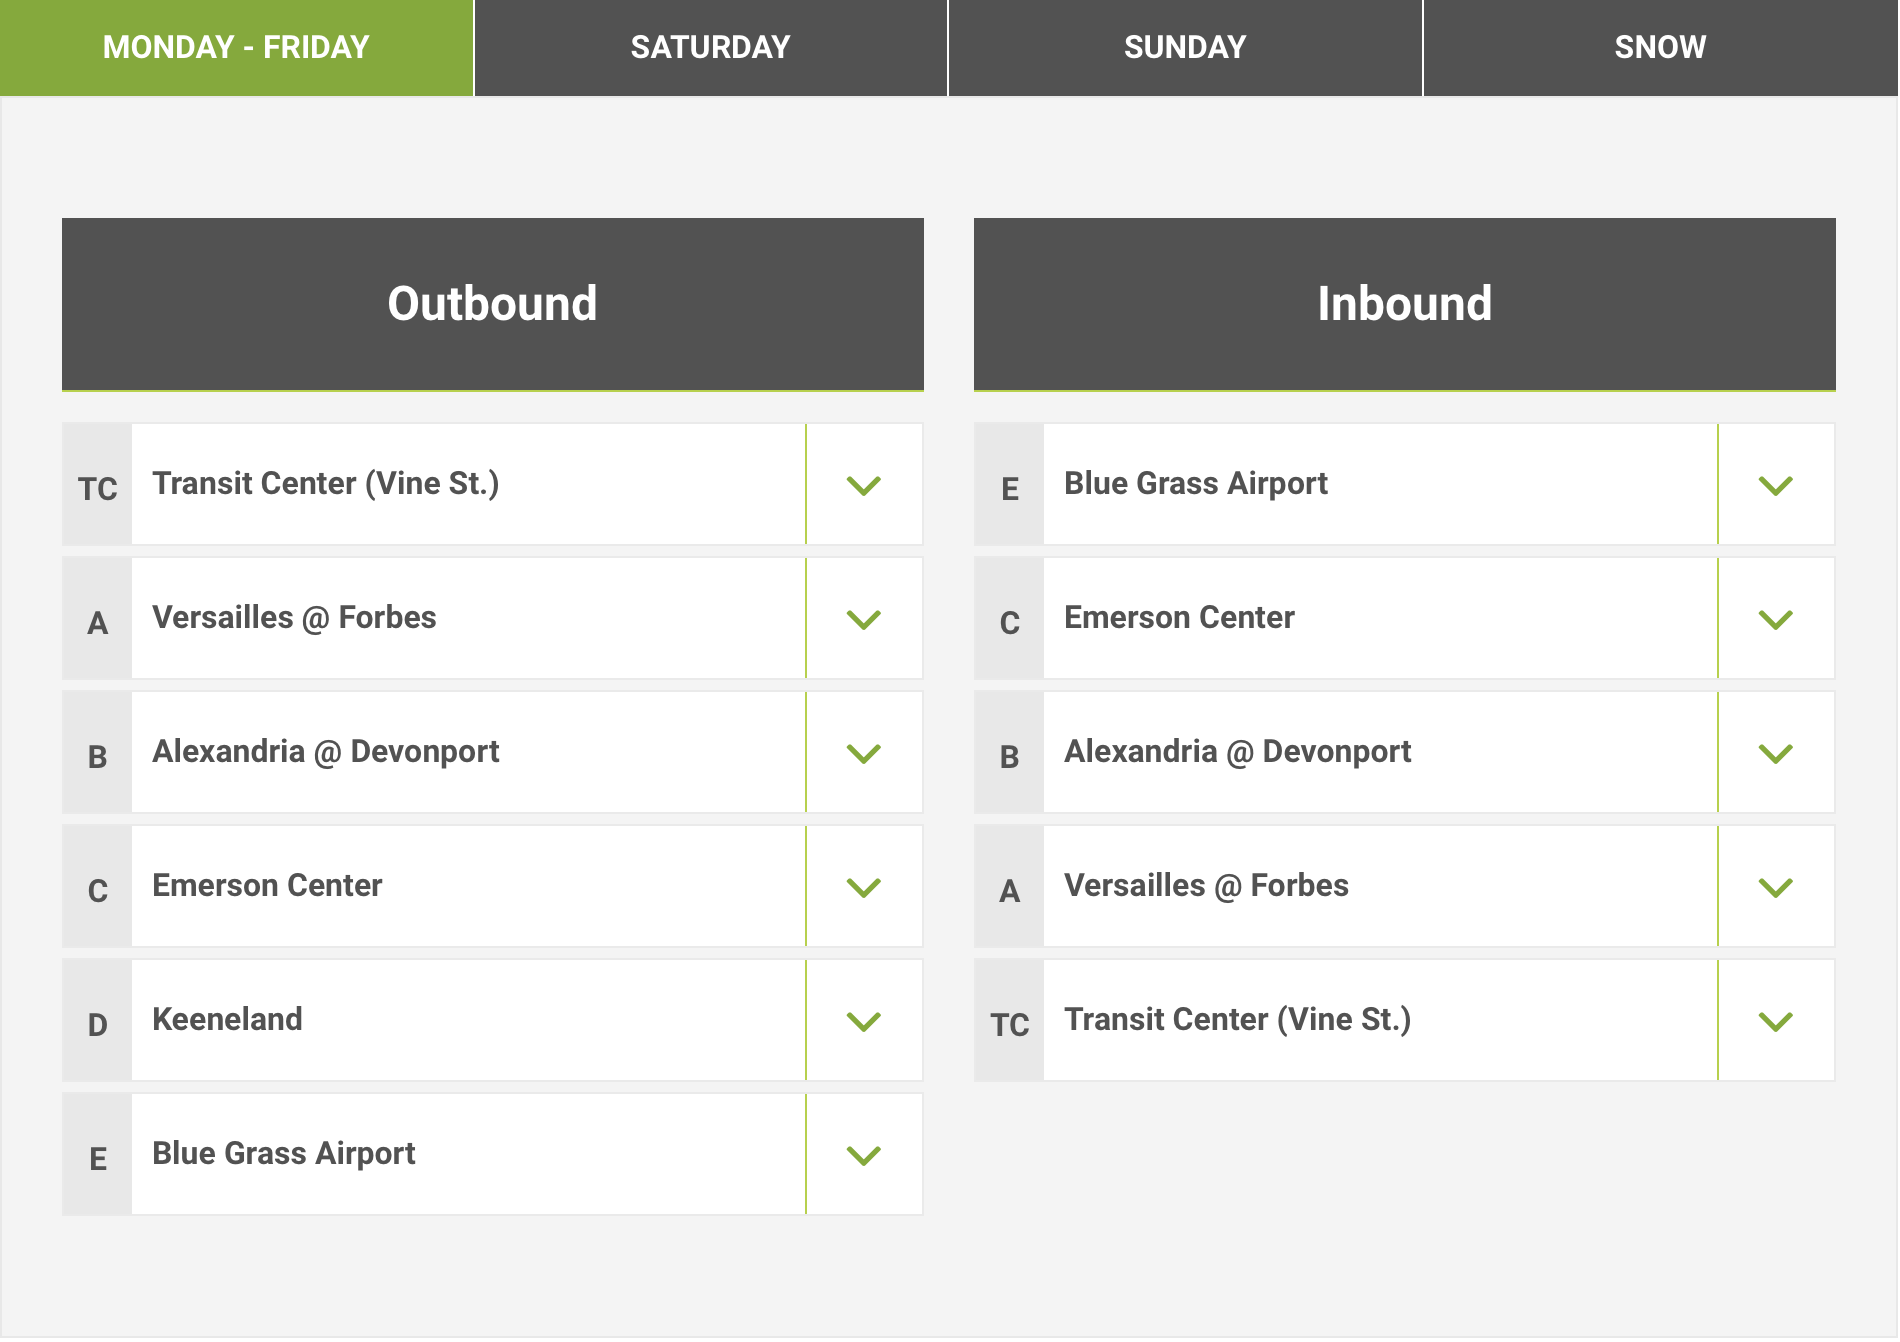 MONDAY - FRIDAY
SATURDAY
SUNDAY
SNOW
Outbound
TC Transit Center (Vine St.)
A Versailles @ Forbes
B Alexandria @ Devonport
C Emerson Center
D Keeneland
E Blue Grass Airport
Inbound
E Blue Grass Airport
C Emerson Center
B Alexandria @ Devonport
A Versailles @ Forbes
TC Transit Center (Vine St.)